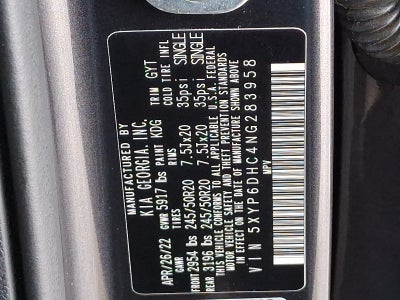 MANUFACTURED BY
KIA GEORGIA, INC.
APR/26/22 GVWR 5917 lbs PAINT KDG TRIM GYT
GAWR TIRES RIMS COLD TIRE INFL
FRONT 2954 lbs 245/50R20 7.5Jx20 35psi SINGLE
REAR 3196 lbs 245/50R20 7.5Jx20 35psi SINGLE
THIS VEHICLE CONFORMS TO ALL APPLICABLE U.S.A. FEDERAL
MOTOR VEHICLE SAFETY AND THEFT PREVENTION STANDARDS
IN EFFECT ON THE DATE OF MANUFACTURE SHOWN ABOVE
VIN 5XYP6DHC4NG283958
MPV